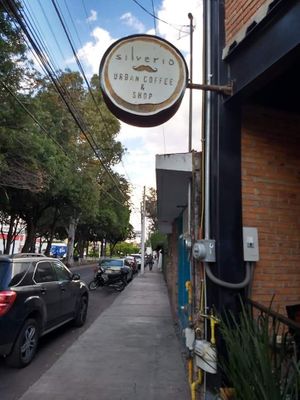 silverio
URBAN COFFEE
&
SHOP